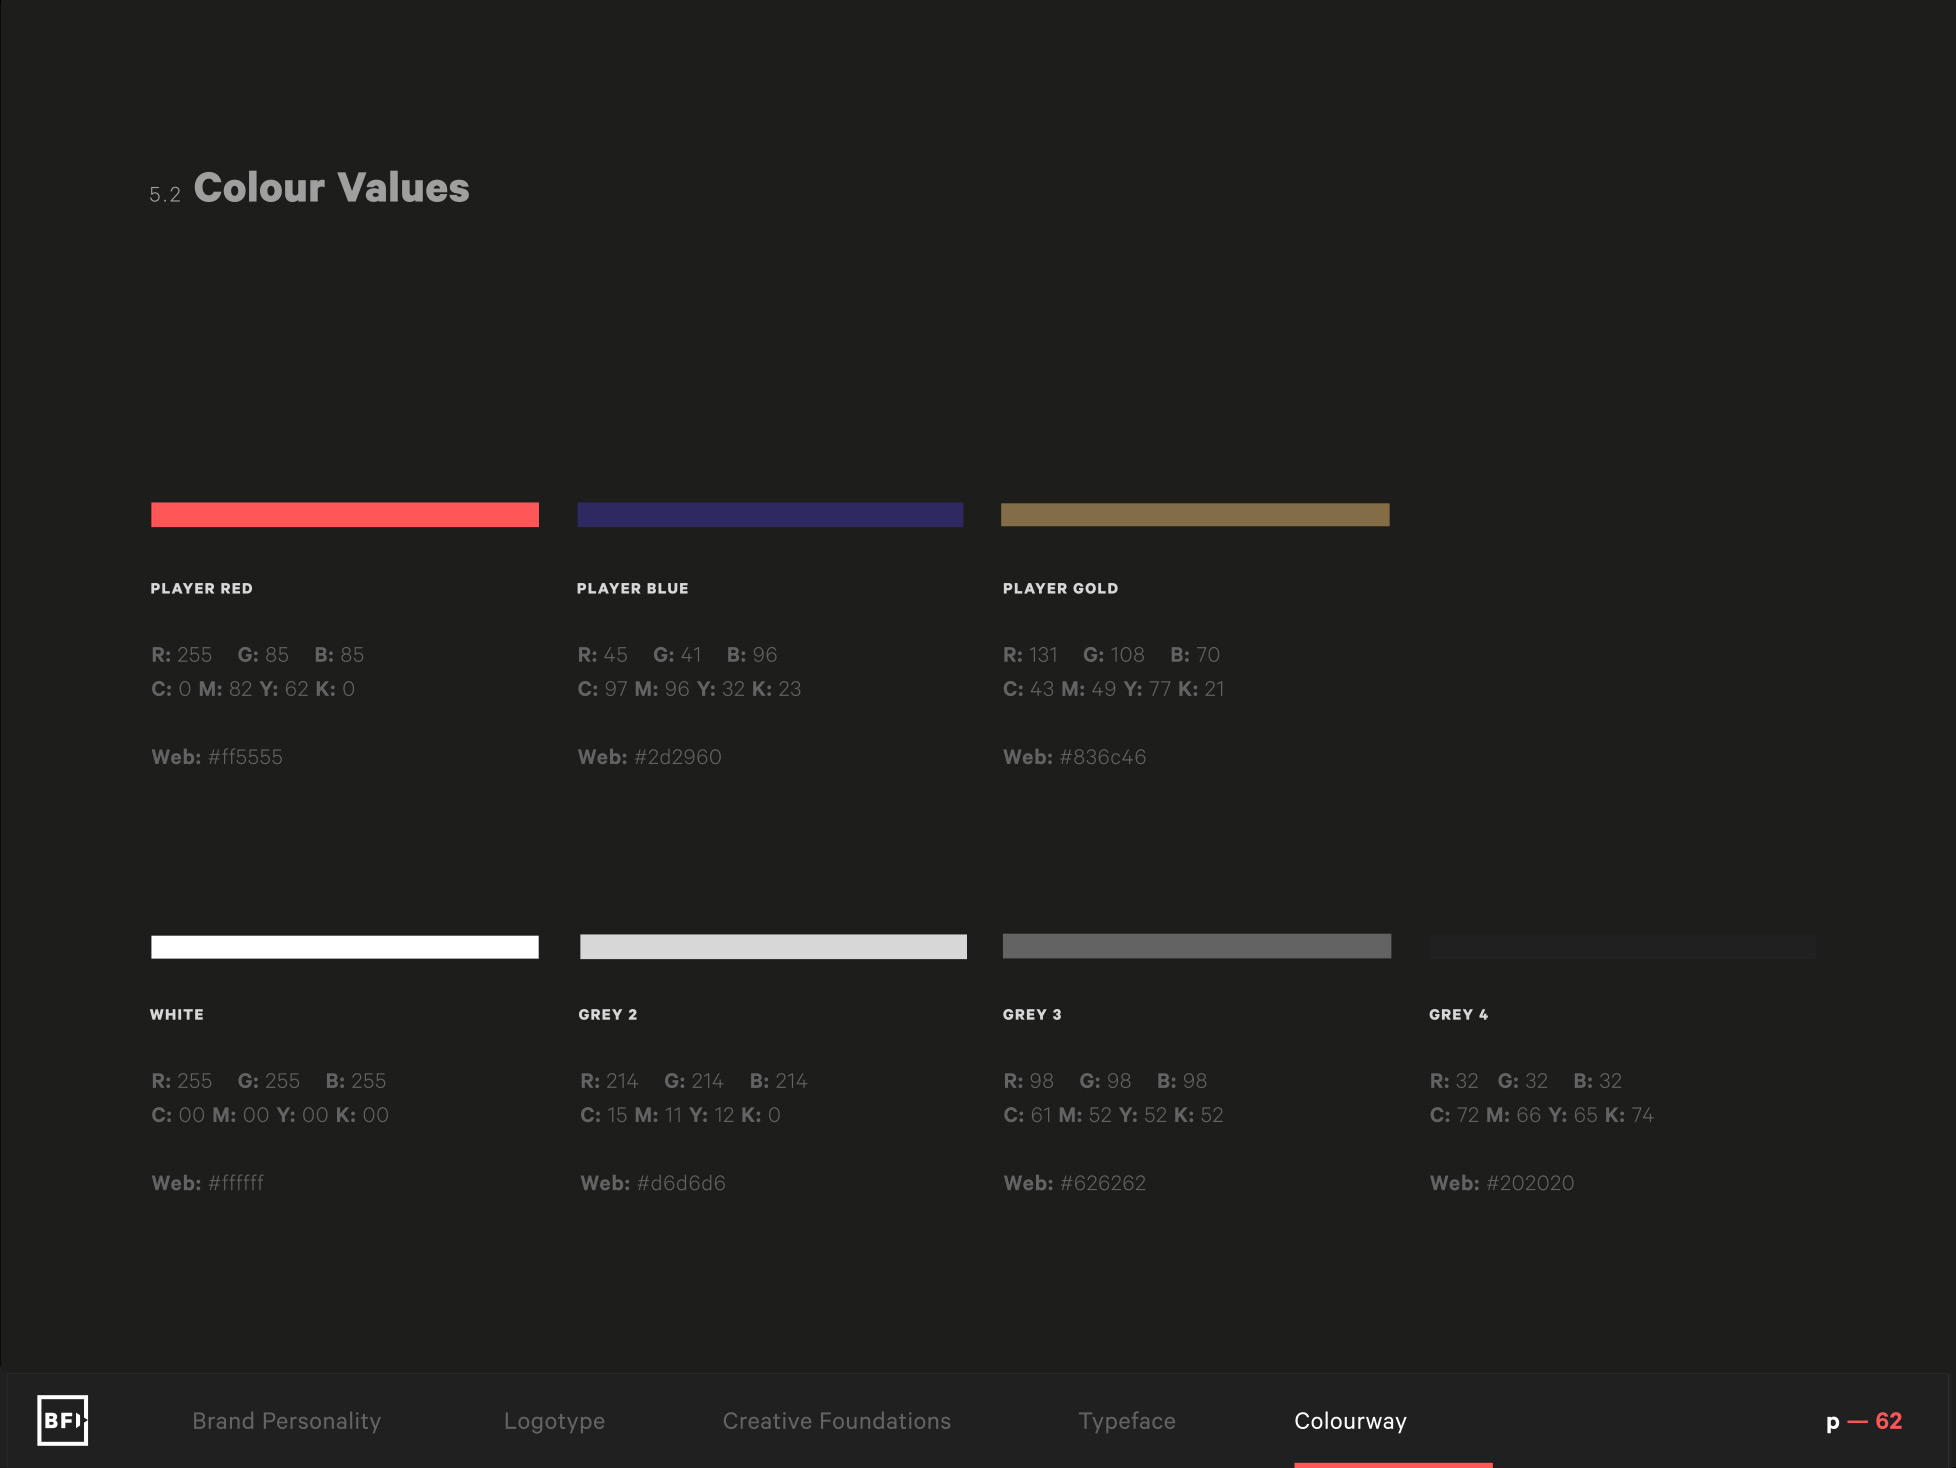 5.2 Colour Values
PLAYER RED
R: 255 G: 85 B: 85
C: 0 M: 82 Y: 62 K: 0
Web: #ff5555
PLAYER BLUE
R: 45 G: 41 B: 96
C: 97 M: 96 Y: 32 K: 23
Web: #2d2960
PLAYER GOLD
R: 131 G: 108 B: 70
C: 43 M: 49 Y: 77 K: 21
Web: #836c46
WHITE
R: 255 G: 255 B: 255
C: 00 M: 00 Y: 00 K: 00
Web: #ffffff
GREY 2
R: 214 G: 214 B: 214
C: 15 M: 11 Y: 12 K: 0
Web: #d6d6d6
GREY 3
R: 98 G: 98 B: 98
C: 61 M: 52 Y: 52 K: 52
Web: #626262
GREY 4
R: 32 G: 32 B: 32
C: 72 M: 66 Y: 65 K: 74
Web: #202020
BFI
Brand Personality
Logotype
Creative Foundations
Typeface
Colourway
p — 62